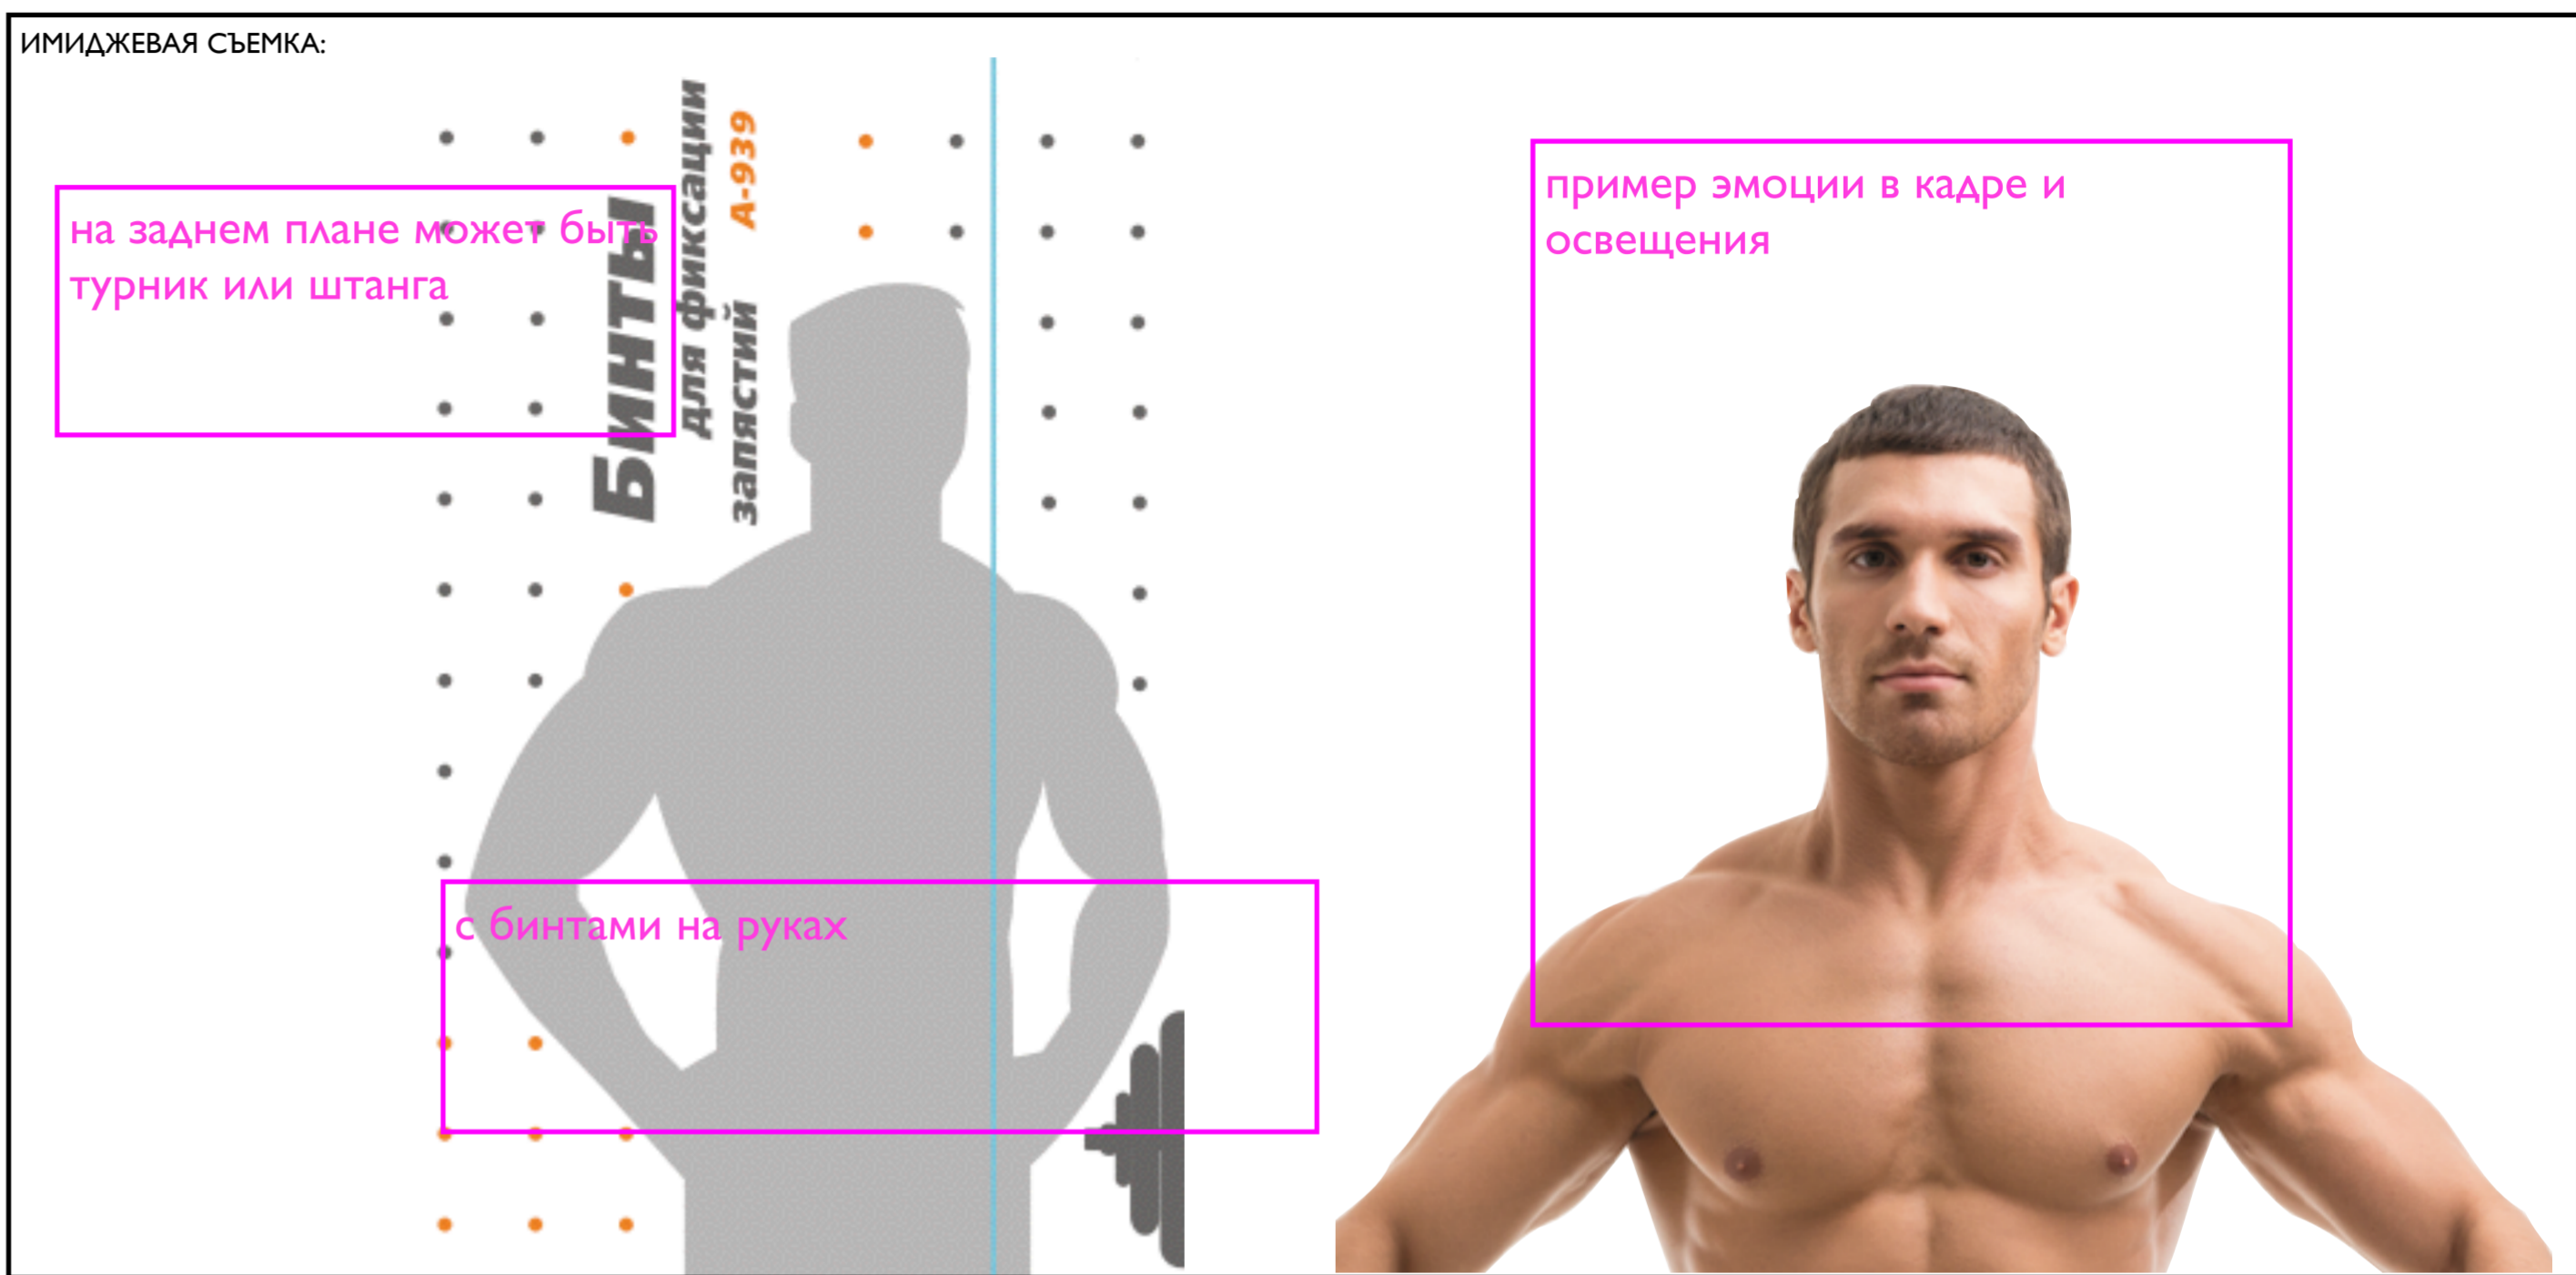 ИМИДЖЕВАЯ СЪЕМКА:
на заднем плане может быть
турник или штанга
Бинты
для фиксации
запястий А-939
с бинтами на руках
пример эмоции в кадре и
освещения